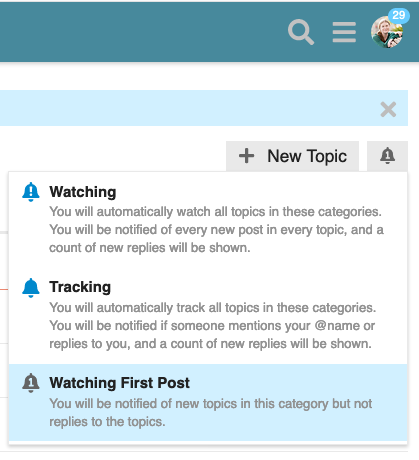 29
New Topic
Watching
You will automatically watch all topics in these categories.
You will be notified of every new post in every topic, and a
count of new replies will be shown.
Tracking
You will automatically track all topics in these categories.
You will be notified if someone mentions your @name or
replies to you, and a count of new replies will be shown.
Watching First Post
You will be notified of new topics in this category but not
replies to the topics.